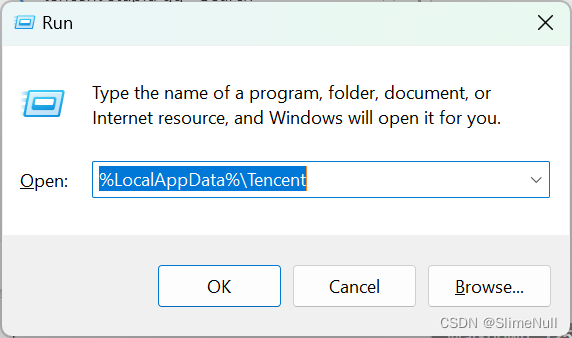 Run
Type the name of a program, folder, document, or
Internet resource, and Windows will open it for you.
Open: %LocalAppData%\Tencent
OK Cancel Browse...
CSDN @SlimeNull